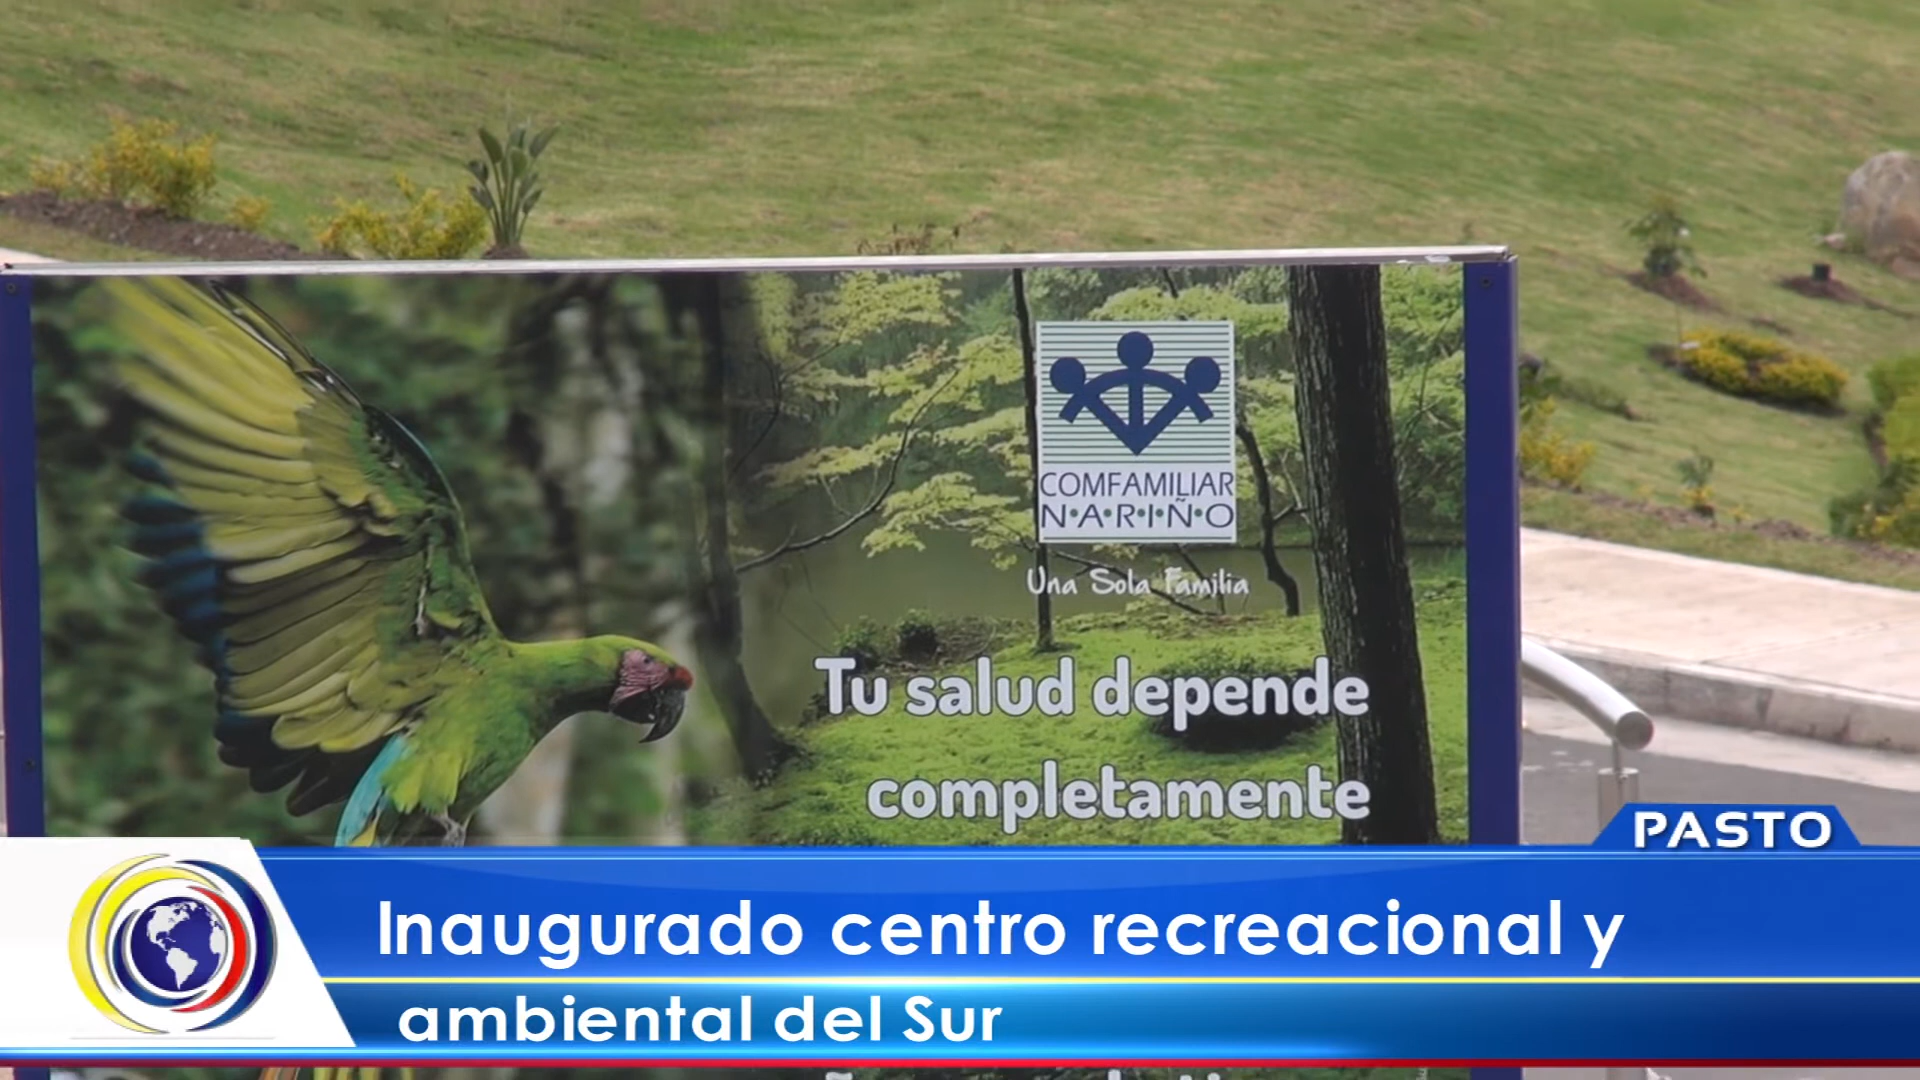 COMFAMILIAR
N·A·R·I·Ñ·O
Una Sola Familia
Tu salud depende
completamente
PASTO
Inaugurado centro recreacional y
ambiental del Sur